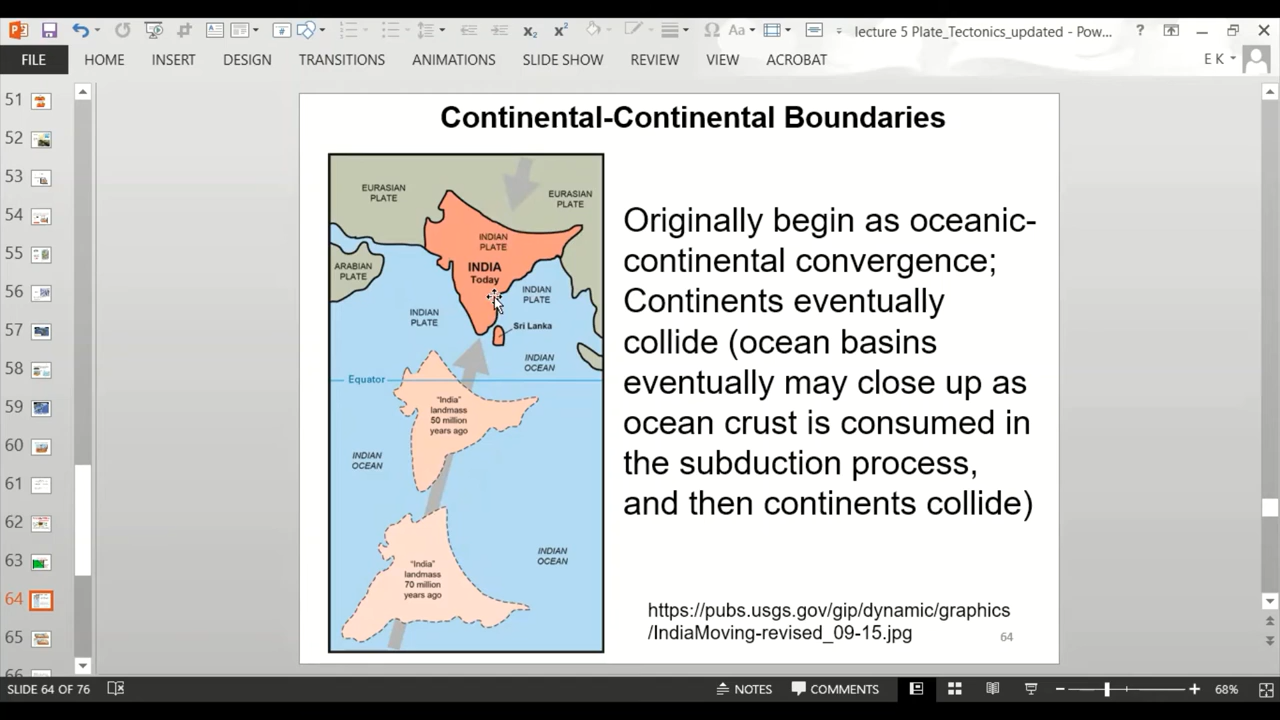 lecture 5 Plate_Tectonics_updated - Pow...
?
FILE
HOME
INSERT
DESIGN
TRANSITIONS
ANIMATIONS
SLIDE SHOW
REVIEW
VIEW
ACROBAT
E K
51
52
53
54
55
56
57
58
59
60
61
62
63
64
65
Continental-Continental Boundaries
EURASIAN
PLATE
EURASIAN
PLATE
INDIAN
PLATE
INDIA
Today
ARABIAN
PLATE
INDIAN
PLATE
INDIAN
PLATE
Sri Lanka
INDIAN
OCEAN
Equator
"India"
landmass
50 million
years ago
INDIAN
OCEAN
INDIAN
OCEAN
"India"
landmass
70 million
years ago
Originally begin as oceanic-
continental convergence;
Continents eventually
collide (ocean basins
eventually may close up as
ocean crust is consumed in
the subduction process,
and then continents collide)
https://pubs.usgs.gov/gip/dynamic/graphics
/IndiaMoving-revised_09-15.jpg
64
SLIDE 64 OF 76
NOTES
COMMENTS
68%